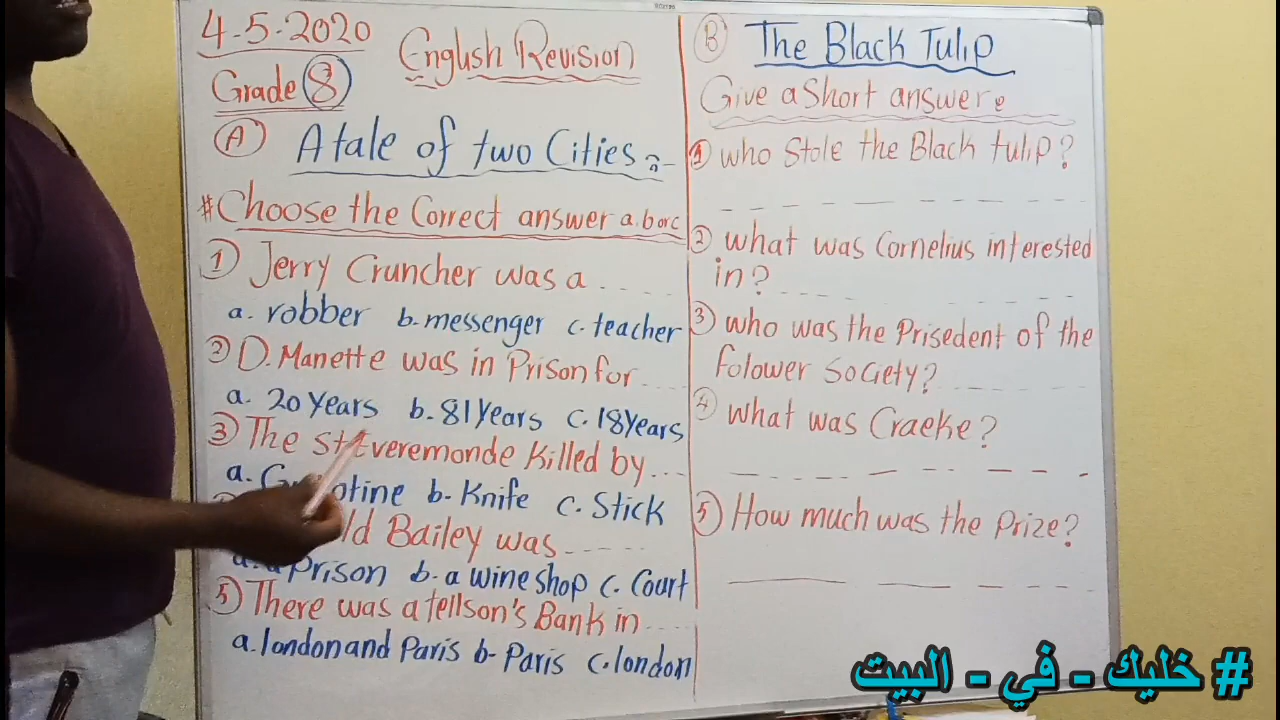 4-5-2020
English Revision
Grade 8
A A tale of two Cities:-
# Choose the Correct answer a. b or c
1 Jerry Cruncher was a ....
a. robber b. messenger c. teacher
2 D. Manette was in Prison for ....
a. 20 years b. 81 years c. 18 years
3 The St Everemonde killed by ....
a. b. Knife c. Stick
Bailey was ....
a. a Prison b. a wine shop c. Court
5 There was a tellson's Bank in ....
a. london and Paris b- Paris c. london
B The Black Tulip
Give a Short answer
1 who Stole the Black tulip?
2 what was Cornelius interested
in?
3 who was the Prisedent of the
folower Society?
4 What was Craeke?
5 How much was the Prize?
# خليك - في - البيت